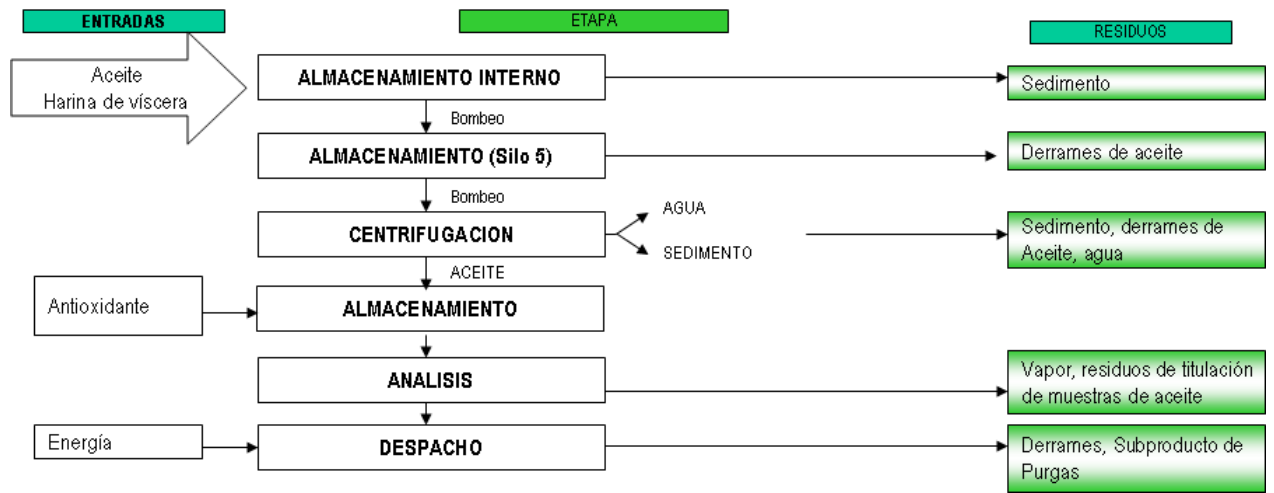 ENTRADAS
ETAPA
RESIDUOS
Aceite
Harina de víscera
ALMACENAMIENTO INTERNO
Sedimento
Bombeo
ALMACENAMIENTO (Silo 5)
Derrames de aceite
Bombeo
CENTRIFUGACION
AGUA
SEDIMENTO
Sedimento, derrames de
Aceite, agua
ACEITE
Antioxidante
ALMACENAMIENTO
ANALISIS
Vapor, residuos de titulación
de muestras de aceite
Energía
DESPACHO
Derrames, Subproducto de
Purgas